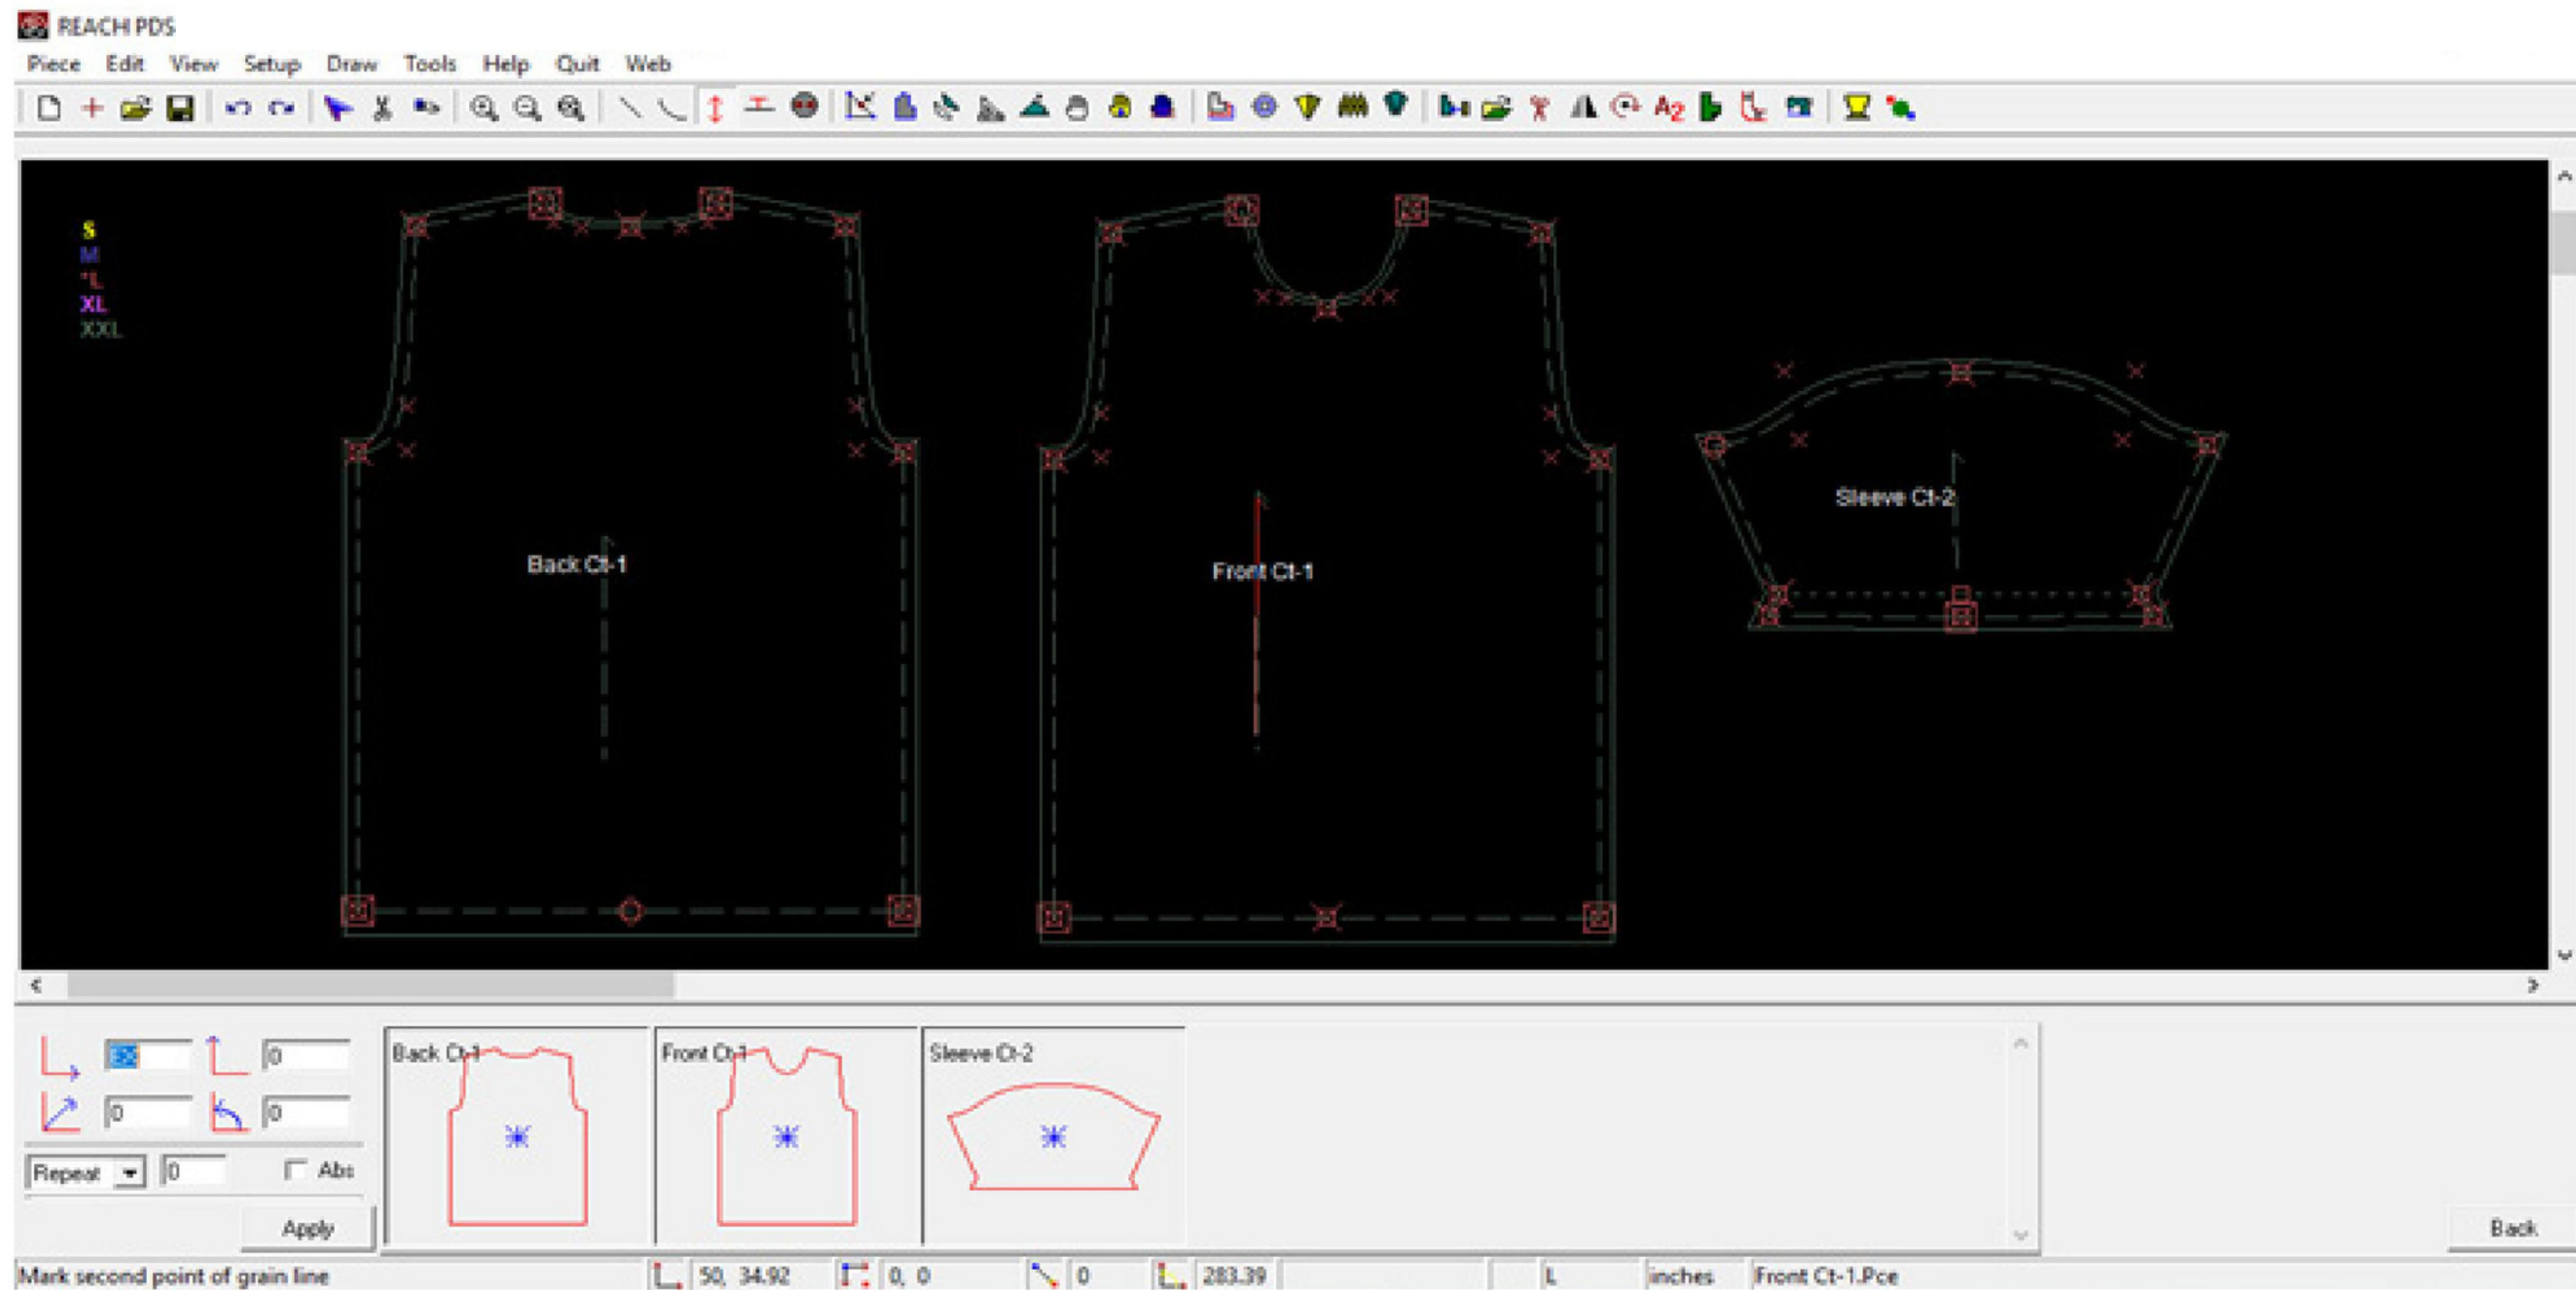 REACH PDS
Piece Edit View Setup Draw Tools Help Quit Web
S
M
*L
XL
XXL
Back Ct-1
Front Ct-1
Sleeve Ct-2
EX 0
0 0
Repeat 0 Abs
Apply
Back Ct-1
Front Ct-1
Sleeve Ct-2
Back
Mark second point of grain line 50, 34.92 0, 0 0 283.39 L inches Front Ct-1.Pce